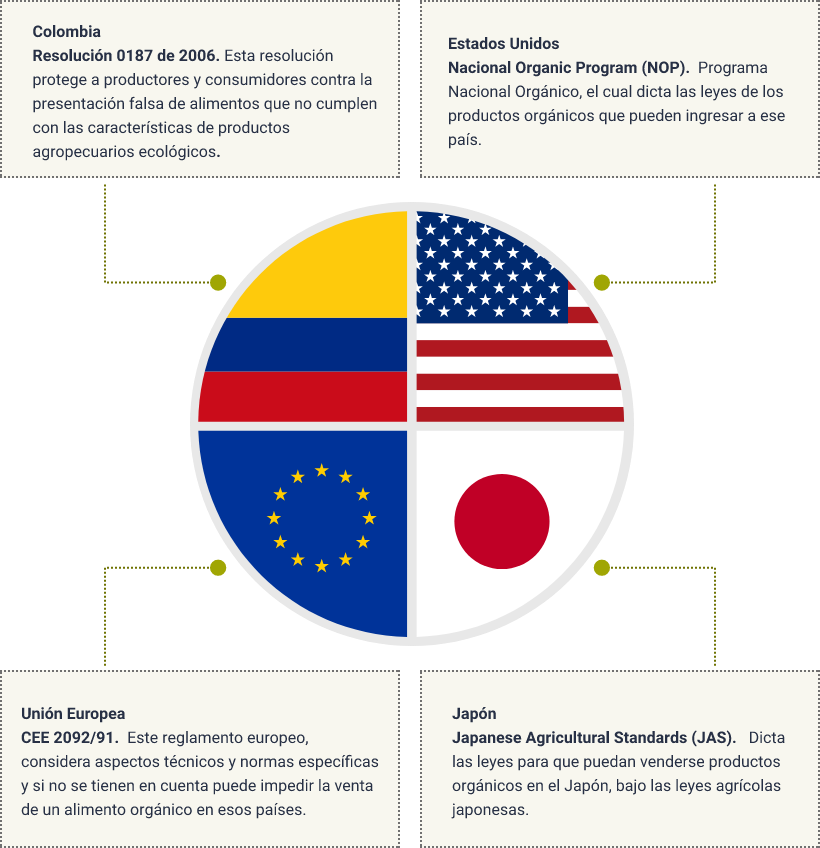 Colombia
Resolución 0187 de 2006. Esta resolución
protege a productores y consumidores contra la
presentación falsa de alimentos que no cumplen
con las características de productos
agropecuarios ecológicos.
Estados Unidos
Nacional Organic Program (NOP).  Programa
Nacional Orgánico, el cual dicta las leyes de los
productos orgánicos que pueden ingresar a ese
país.
Unión Europea
CEE 2092/91.  Este reglamento europeo,
considera aspectos técnicos y normas específicas
y si no se tienen en cuenta puede impedir la venta
de un alimento orgánico en esos países.
Japón
Japanese Agricultural Standards (JAS).   Dicta
las leyes para que puedan venderse productos
orgánicos en el Japón, bajo las leyes agrícolas
japonesas.